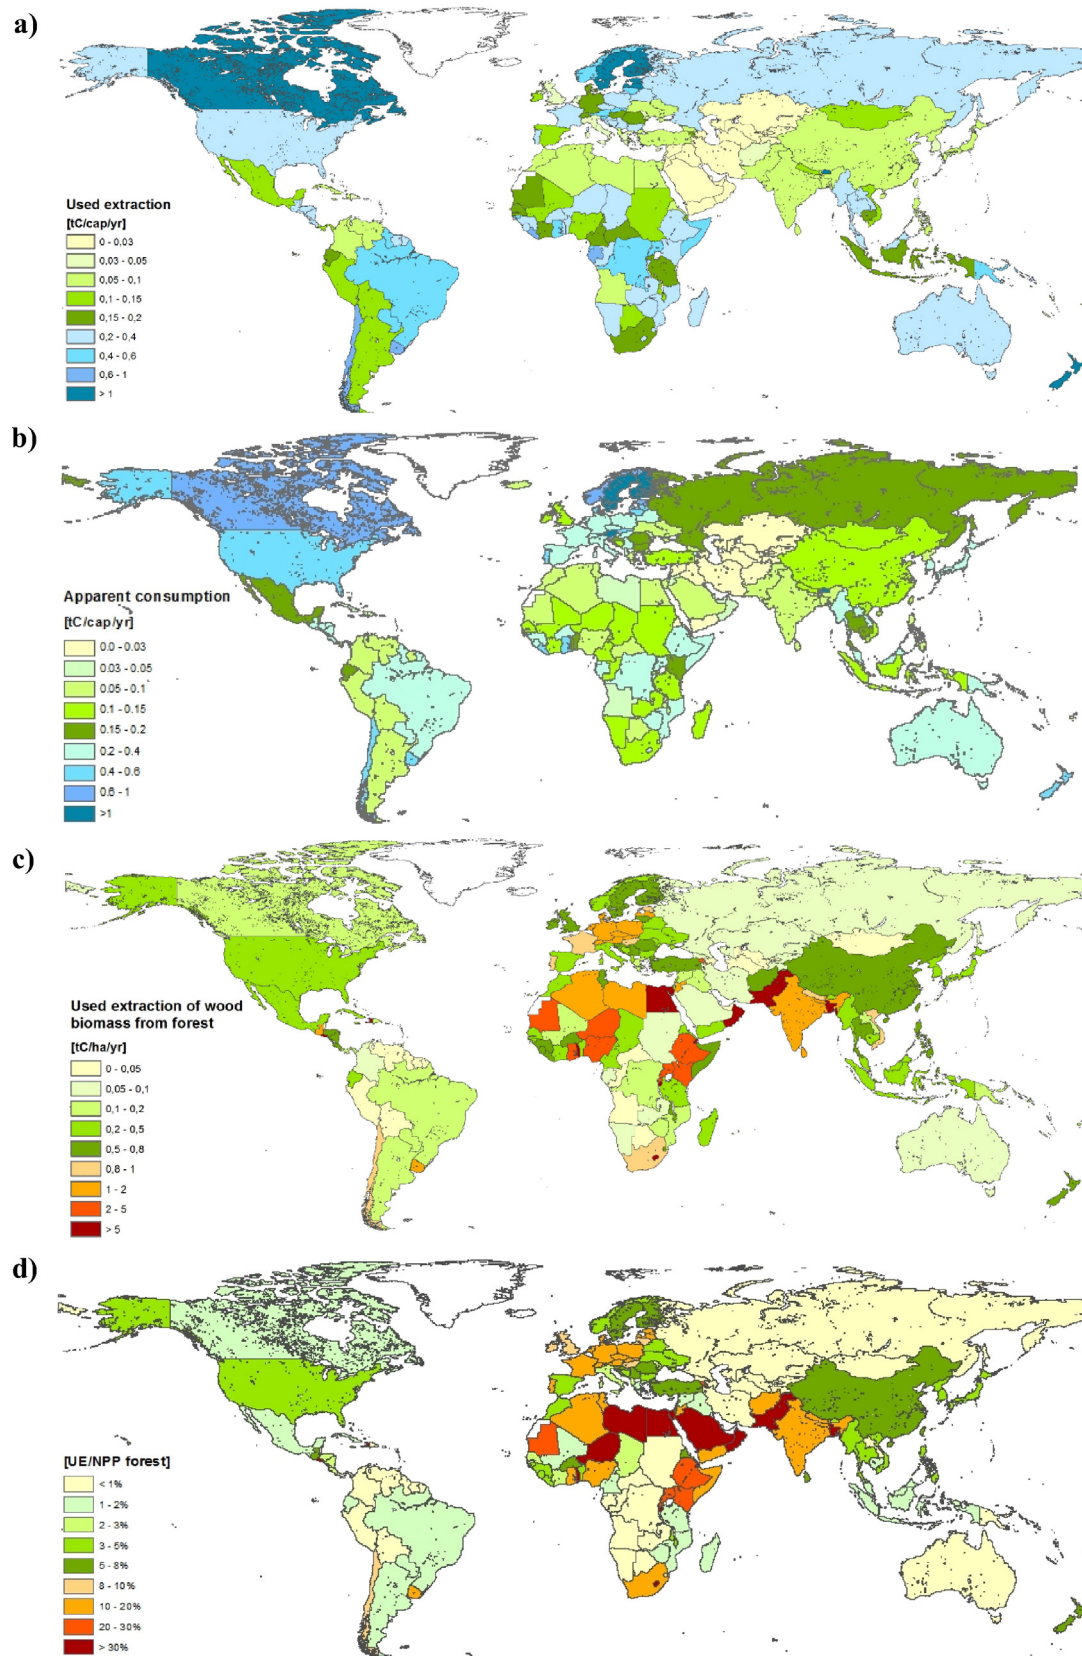 a)
Used extraction
[tC/cap/yr]
0 - 0,03
0,03 - 0,05
0,05 - 0,1
0,1 - 0,15
0,15 - 0,2
0,2 - 0,4
0,4 - 0,6
0,6 - 1
> 1
b)
Apparent consumption
[tC/cap/yr]
0.0 - 0.03
0.03 - 0.05
0.05 - 0.1
0.1 - 0.15
0.15 - 0.2
0.2 - 0.4
0.4 - 0.6
0.6 - 1
>1
c)
Used extraction of wood
biomass from forest
[tC/ha/yr]
0 - 0,05
0,05 - 0,1
0,1 - 0,2
0,2 - 0,5
0,5 - 0,8
0,8 - 1
1 - 2
2 - 5
> 5
d)
[UE/NPP forest]
< 1%
1 - 2%
2 - 3%
3 - 5%
5 - 8%
8 - 10%
10 - 20%
20 - 30%
> 30%